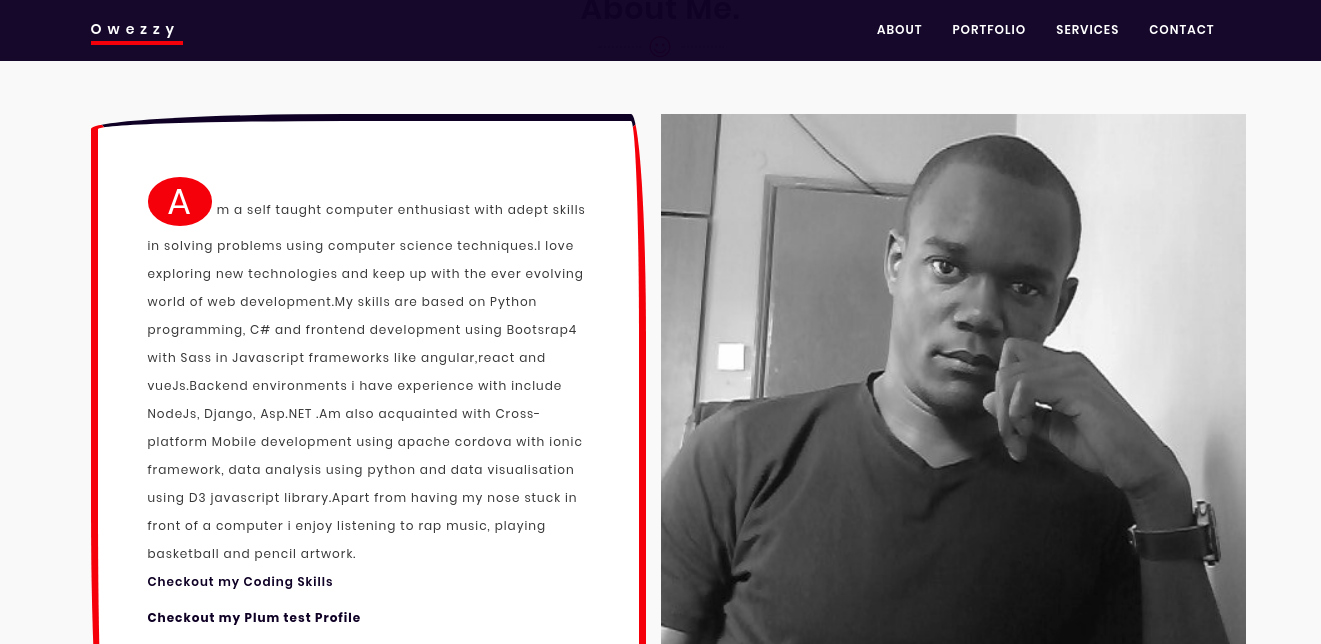 About Me.
Owezzy
ABOUT PORTFOLIO SERVICES CONTACT
Am a self taught computer enthusiast with adept skills
in solving problems using computer science techniques.I love
exploring new technologies and keep up with the ever evolving
world of web development.My skills are based on Python
programming, C# and frontend development using Bootsrap4
with Sass in Javascript frameworks like angular,react and
vueJs.Backend environments i have experience with include
NodeJs, Django, Asp.NET .Am also acquainted with Cross-
platform Mobile development using apache cordova with ionic
framework, data analysis using python and data visualisation
using D3 javascript library.Apart from having my nose stuck in
front of a computer i enjoy listening to rap music, playing
basketball and pencil artwork.
Checkout my Coding Skills
Checkout my Plum test Profile